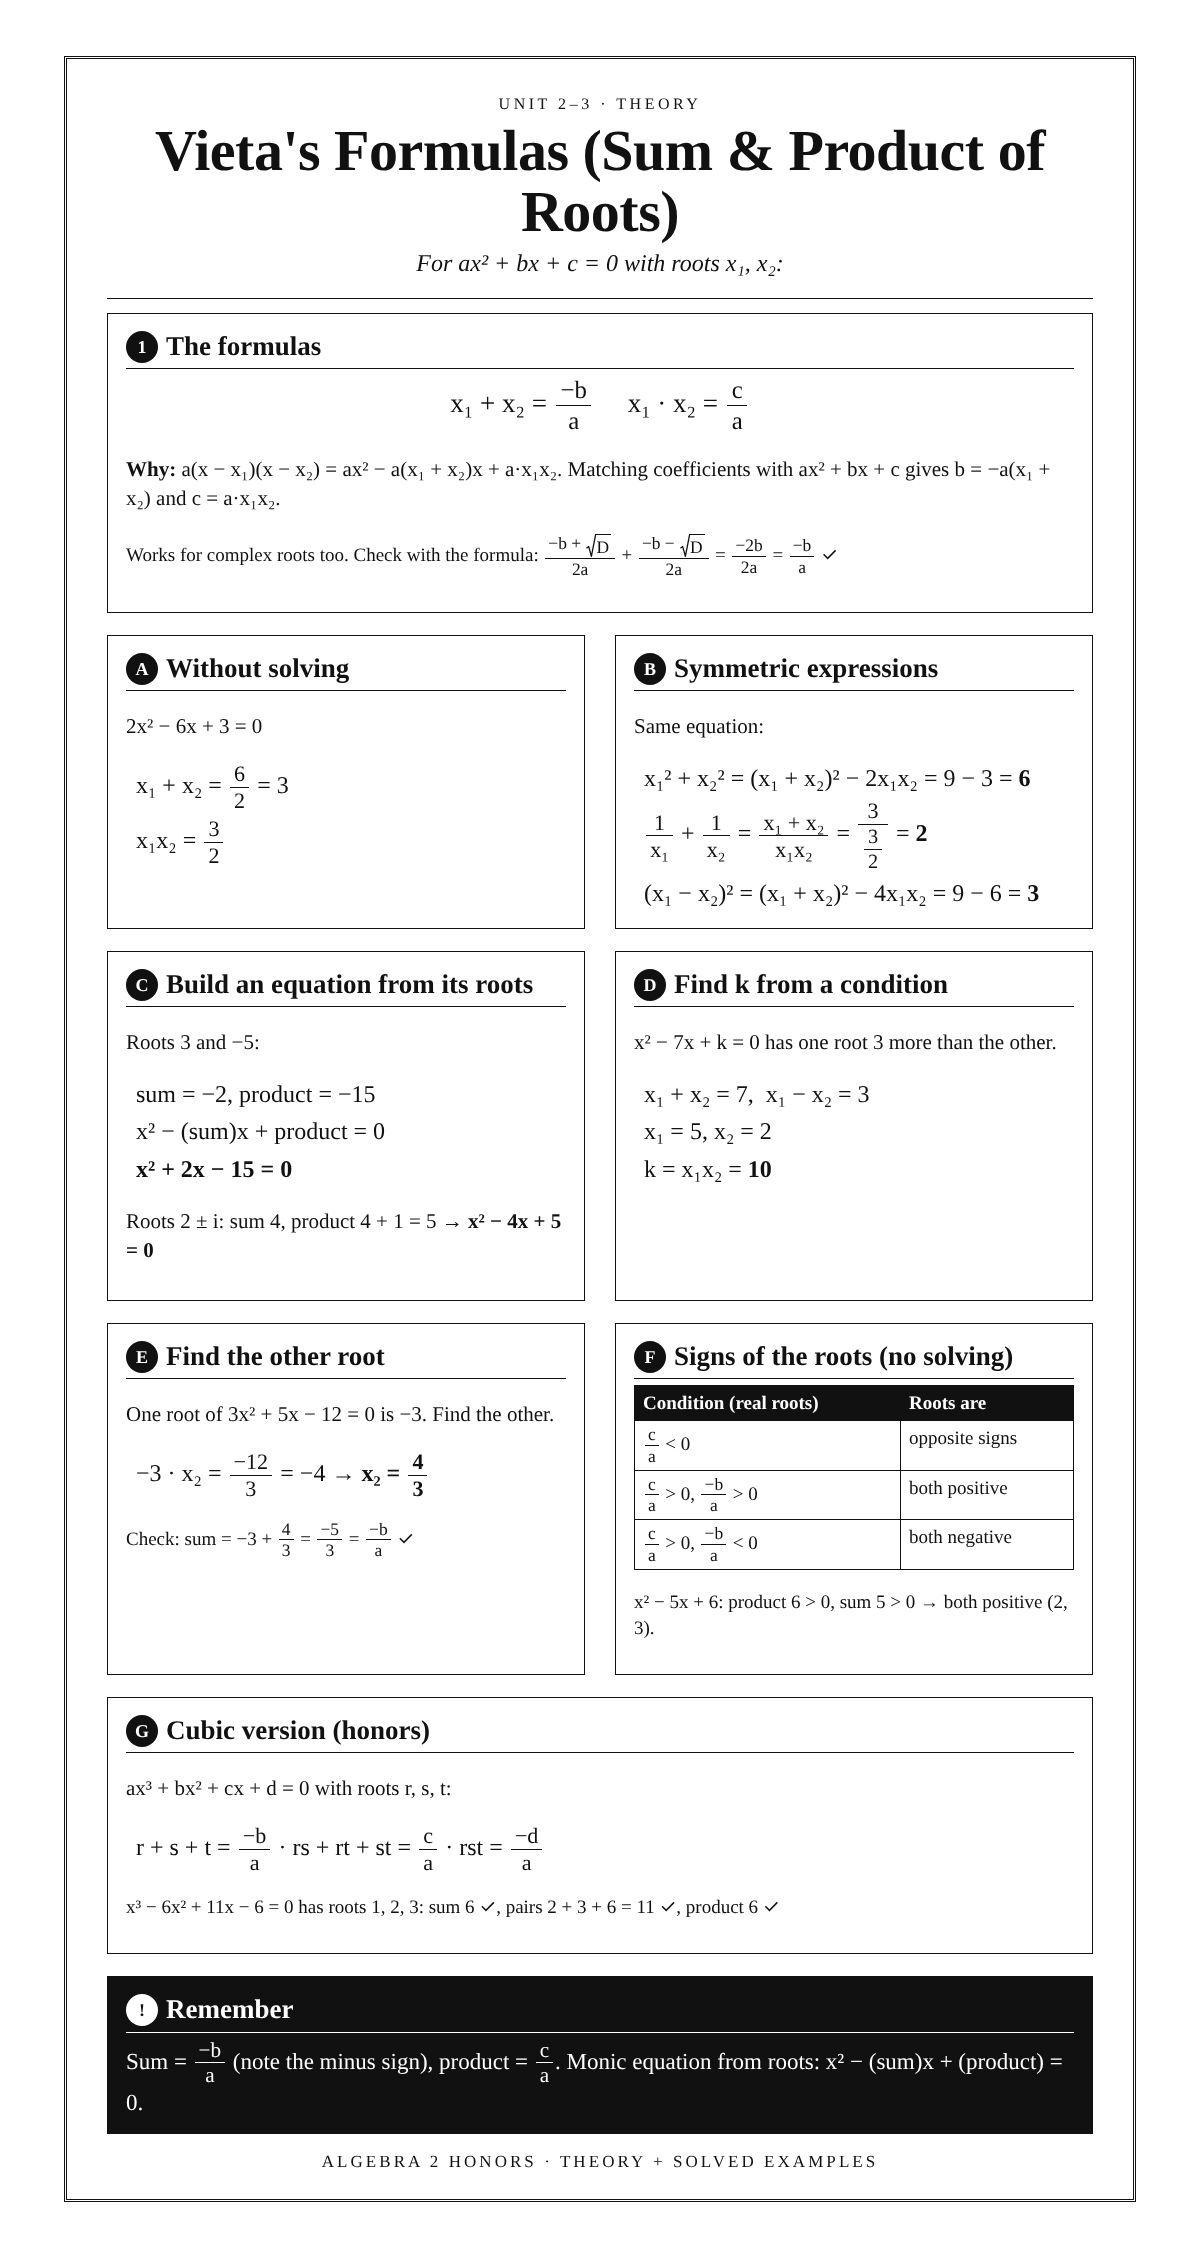 UNIT 2–3 · THEORY
Vieta's Formulas (Sum & Product of
Roots)
For ax² + bx + c = 0 with roots x₁, x₂:
1 The formulas
x₁ + x₂ = −b/a x₁ · x₂ = c/a
Why: a(x − x₁)(x − x₂) = ax² − a(x₁ + x₂)x + a·x₁x₂. Matching coefficients with ax² + bx + c gives b = −a(x₁ +
x₂) and c = a·x₁x₂.
Works for complex roots too. Check with the formula: (−b + √D)/2a + (−b − √D)/2a = −2b/2a = −b/a ✓
A Without solving
2x² − 6x + 3 = 0
x₁ + x₂ = 6/2 = 3
x₁x₂ = 3/2
B Symmetric expressions
Same equation:
x₁² + x₂² = (x₁ + x₂)² − 2x₁x₂ = 9 − 3 = 6
1/x₁ + 1/x₂ = (x₁ + x₂)/(x₁x₂) = 3/(3/2) = 2
(x₁ − x₂)² = (x₁ + x₂)² − 4x₁x₂ = 9 − 6 = 3
C Build an equation from its roots
Roots 3 and −5:
sum = −2, product = −15
x² − (sum)x + product = 0
x² + 2x − 15 = 0
Roots 2 ± i: sum 4, product 4 + 1 = 5 → x² − 4x + 5
= 0
D Find k from a condition
x² − 7x + k = 0 has one root 3 more than the other.
x₁ + x₂ = 7, x₁ − x₂ = 3
x₁ = 5, x₂ = 2
k = x₁x₂ = 10
E Find the other root
One root of 3x² + 5x − 12 = 0 is −3. Find the other.
−3 · x₂ = −12/3 = −4 → x₂ = 4/3
Check: sum = −3 + 4/3 = −5/3 = −b/a ✓
F Signs of the roots (no solving)
Condition (real roots) Roots are
c/a < 0 opposite signs
c/a > 0, −b/a > 0 both positive
c/a > 0, −b/a < 0 both negative
x² − 5x + 6: product 6 > 0, sum 5 > 0 → both positive (2,
3).
G Cubic version (honors)
ax³ + bx² + cx + d = 0 with roots r, s, t:
r + s + t = −b/a · rs + rt + st = c/a · rst = −d/a
x³ − 6x² + 11x − 6 = 0 has roots 1, 2, 3: sum 6 ✓, pairs 2 + 3 + 6 = 11 ✓, product 6 ✓
! Remember
Sum = −b/a (note the minus sign), product = c/a. Monic equation from roots: x² − (sum)x + (product) =
0.
ALGEBRA 2 HONORS · THEORY + SOLVED EXAMPLES